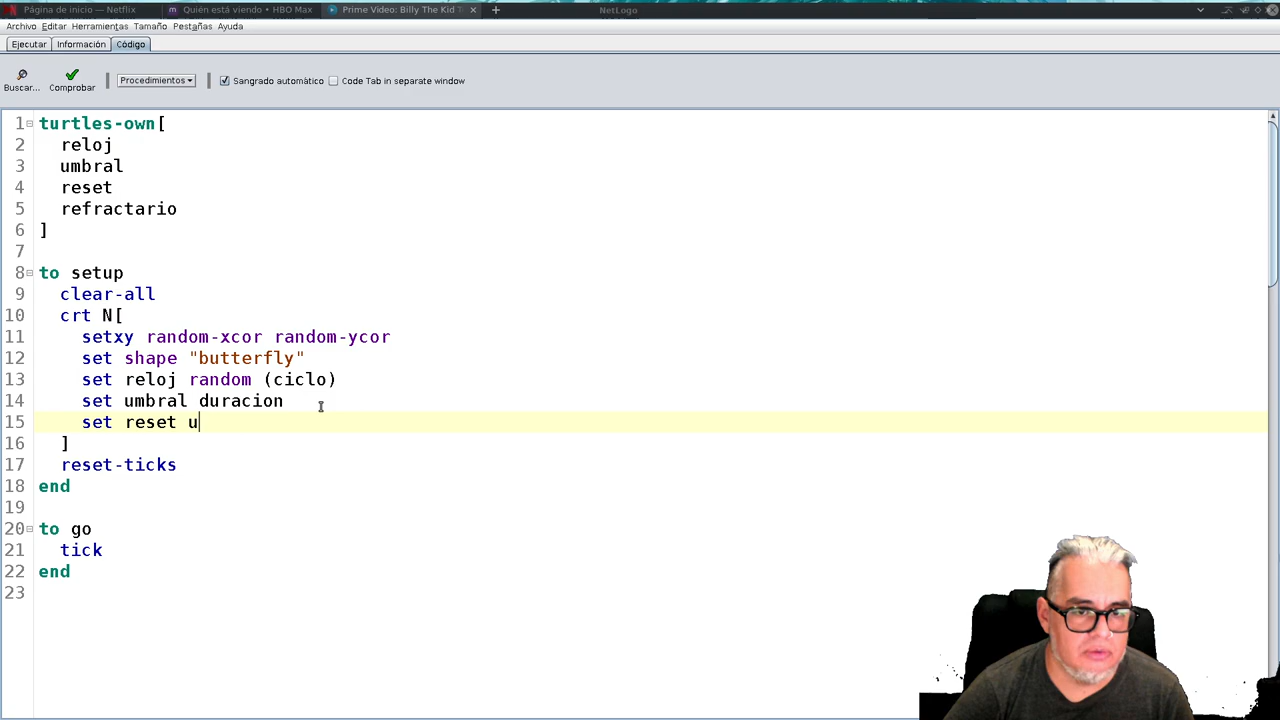 Página de inicio — Netflix
Quién está viendo • HBO Max
Prime Video: Billy The Kid
NetLogo
Archivo Editar Herramientas Tamaño Pestañas Ayuda
Ejecutar Información Código
Buscar... Comprobar Procedimientos Sangrado automático Code Tab in separate window
1 turtles-own[
2 reloj
3 umbral
4 reset
5 refractario
6 ]
7
8 to setup
9 clear-all
10 crt N[
11 setxy random-xcor random-ycor
12 set shape "butterfly"
13 set reloj random (ciclo)
14 set umbral duracion
15 set reset u
16 ]
17 reset-ticks
18 end
19
20 to go
21 tick
22 end
23